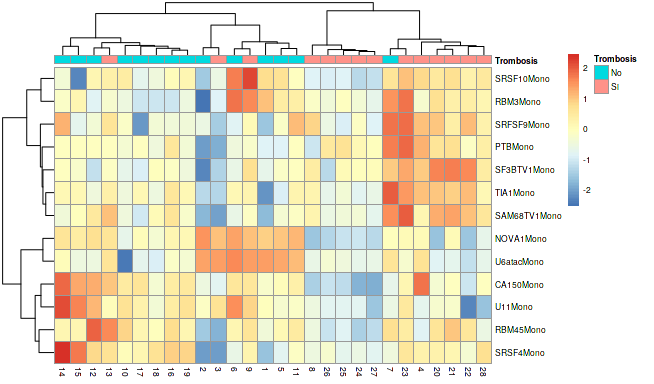 Trombosis
Trombosis
No
SI
SRSF10Mono
RBM3Mono
SRFSF9Mono
PTBMono
SF3BTV1Mono
TIA1Mono
SAM68TV1Mono
NOVA1Mono
U6atacMono
CA150Mono
U11Mono
RBM45Mono
SRSF4Mono
2
1
0
-1
-2
14 15 12 13 10 17 18 16 19 2 3 6 9 1 5 11 8 26 25 24 27 7 23 4 20 21 22 28